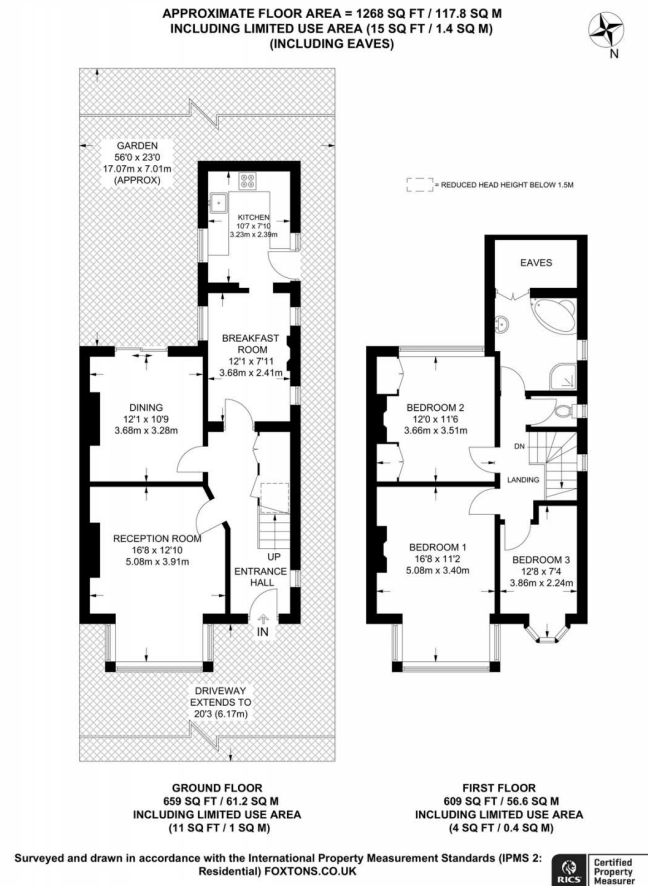 APPROXIMATE FLOOR AREA = 1268 SQ FT / 117.8 SQ M
INCLUDING LIMITED USE AREA (15 SQ FT / 1.4 SQ M)
(INCLUDING EAVES)
N
GARDEN
56'0 x 23'0
17.07m x 7.01m
(APPROX)
= REDUCED HEAD HEIGHT BELOW 1.5M
KITCHEN
10'7 x 7'10
3.23m x 2.39m
BREAKFAST
ROOM
12'1 x 7'11
3.68m x 2.41m
DINING
12'1 x 10'9
3.68m x 3.28m
RECEPTION ROOM
16'8 x 12'10
5.08m x 3.91m
UP
ENTRANCE
HALL
IN
DRIVEWAY
EXTENDS TO
20'3 (6.17m)
EAVES
BEDROOM 2
12'0 x 11'6
3.66m x 3.51m
DN
LANDING
BEDROOM 1
16'8 x 11'2
5.08m x 3.40m
BEDROOM 3
12'8 x 7'4
3.86m x 2.24m
GROUND FLOOR
659 SQ FT / 61.2 SQ M
INCLUDING LIMITED USE AREA
(11 SQ FT / 1 SQ M)
FIRST FLOOR
609 SQ FT / 56.6 SQ M
INCLUDING LIMITED USE AREA
(4 SQ FT / 0.4 SQ M)
Surveyed and drawn in accordance with the International Property Measurement Standards (IPMS 2:
Residential) FOXTONS.CO.UK
RICS
Certified
Property
Measurer